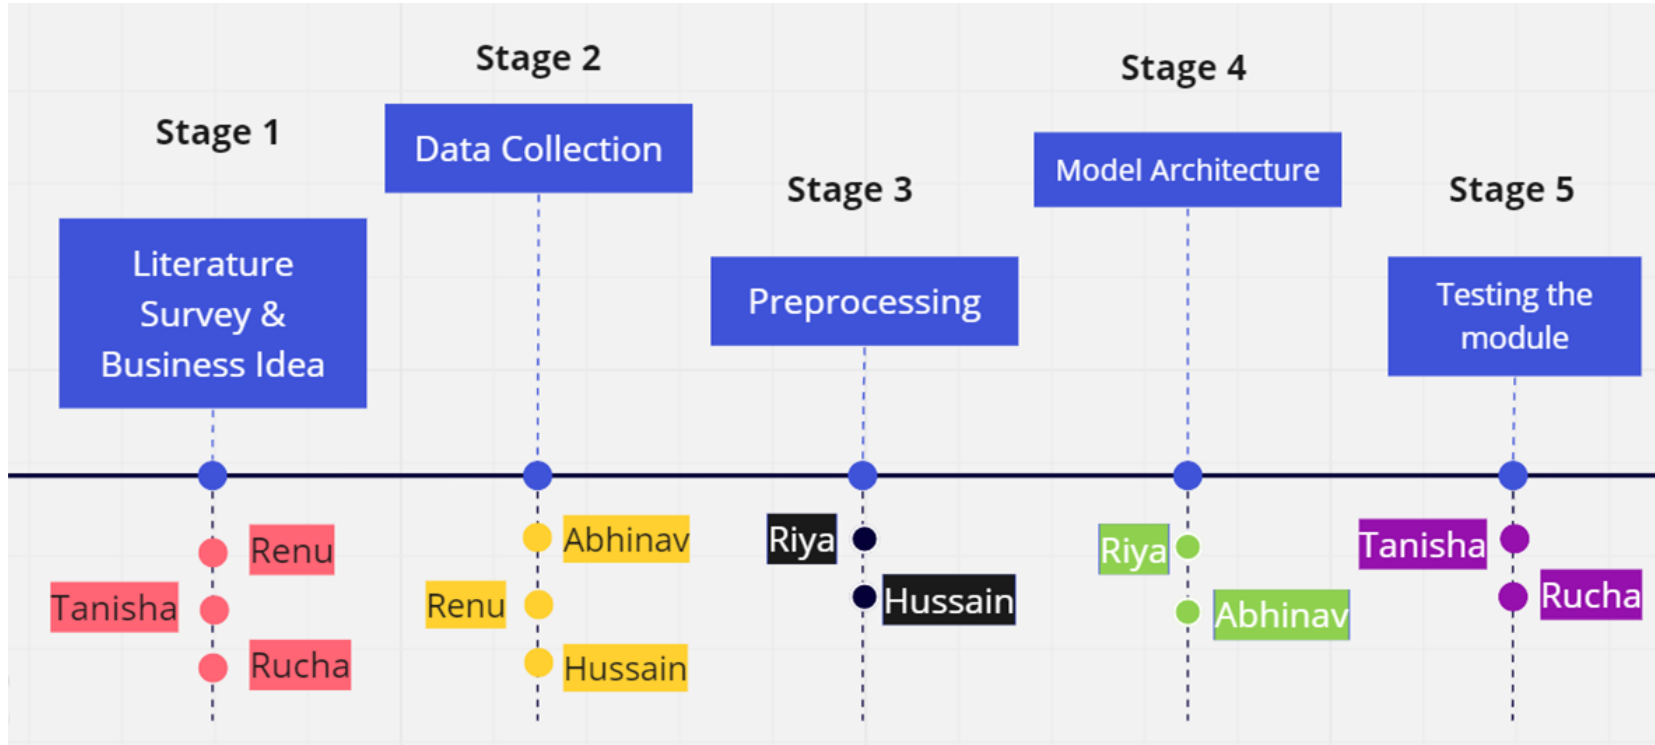 Stage 1
Literature
Survey &
Business Idea
Renu
Tanisha
Rucha
Stage 2
Data Collection
Abhinav
Renu
Hussain
Stage 3
Preprocessing
Riya
Hussain
Stage 4
Model Architecture
Riya
Abhinav
Stage 5
Testing the
module
Tanisha
Rucha